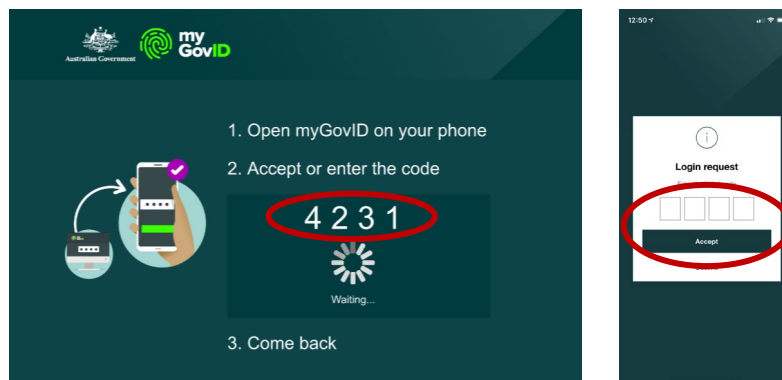 Australian Government
my
GovID
1. Open myGovID on your phone
2. Accept or enter the code
4 2 3 1
Waiting...
3. Come back
12:50
Login request
Accept